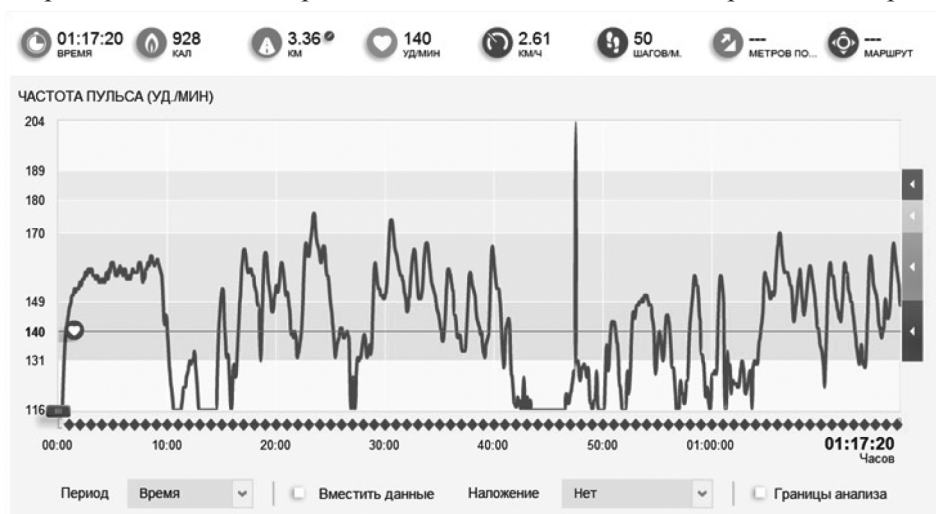 01:17:20
ВРЕМЯ
928
КАЛ
3.36
КМ
140
УД/МИН
2.61
КМ/Ч
50
ШАГОВ/М.
---
МЕТРОВ ПО...
---
МАРШРУТ
ЧАСТОТА ПУЛЬСА (УД./МИН)
204
189
180
170
149
140
131
116
00:00 10:00 20:00 30:00 40:00 50:00 01:00:00 01:17:20
Часов
Период Время Вместить данные Наложение Нет Границы анализа